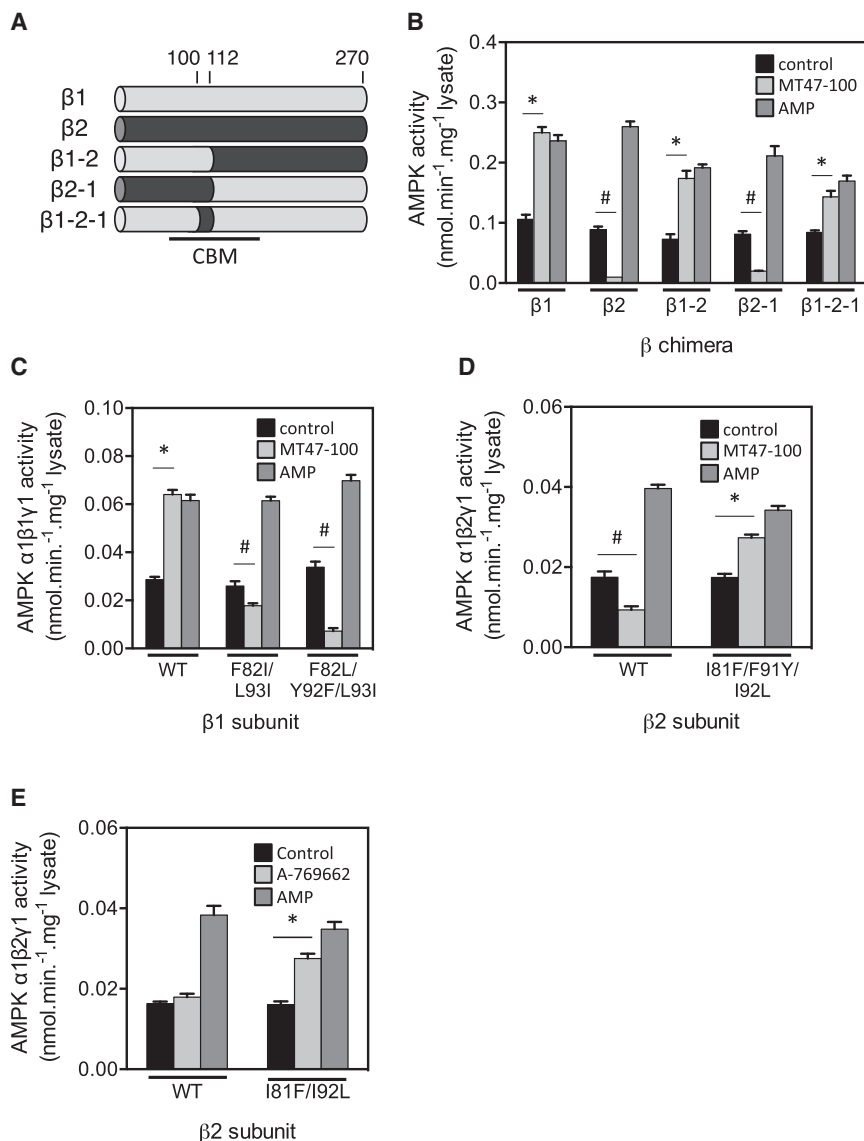 A
100 112 270
β1
β2
β1-2
β2-1
β1-2-1
CBM
B
AMPK activity
(nmol.min-1.mg-1 lysate)
0.4
0.3
0.2
0.1
0.0
control
MT47-100
AMP
* # * # *
β1 β2 β1-2 β2-1 β1-2-1
β chimera
C
AMPK α1β1γ1 activity
(nmol.min.-1.mg-1 lysate)
0.10
0.08
0.06
0.04
0.02
0.00
control
MT47-100
AMP
* # #
WT F82I/ F82L/
L93I Y92F/L93I
β1 subunit
D
AMPK α1β2γ1 activity
(nmol.min.-1.mg-1 lysate)
0.06
0.04
0.02
0.00
control
MT47-100
AMP
# *
WT I81F/F91Y/
I92L
β2 subunit
E
AMPK α1β2γ1 activity
(nmol.min.-1.mg-1 lysate)
0.06
0.04
0.02
0.00
Control
A-769662
AMP
*
WT I81F/I92L
β2 subunit